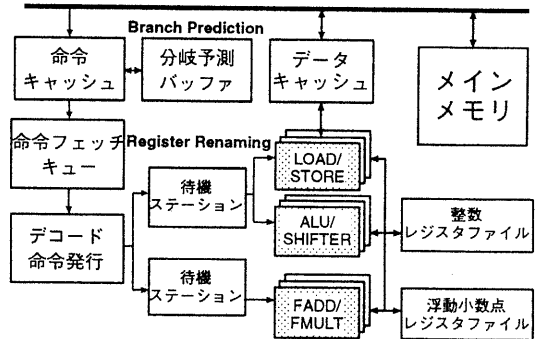 Branch Prediction
命令
キャッシュ
分岐予測
バッファ
データ
キャッシュ
メイン
メモリ
命令フェッチ
キュー
Register Renaming
LOAD/
STORE
待機
ステーション
ALU/
SHIFTER
整数
レジスタファイル
デコード
命令発行
待機
ステーション
FADD/
FMULT
浮動小数点
レジスタファイル